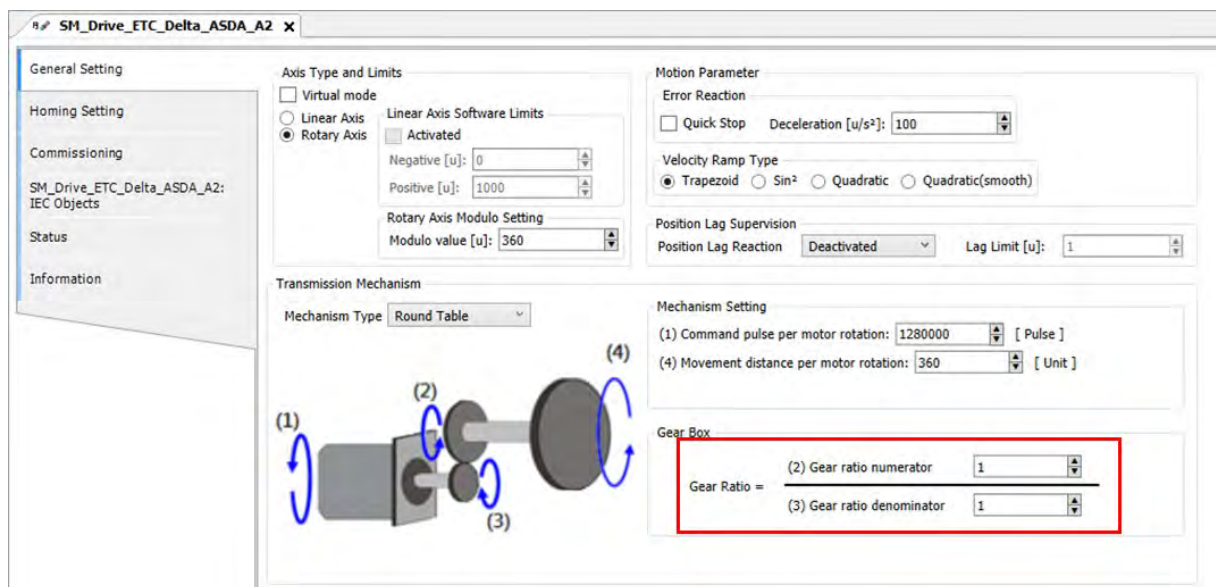 SM_Drive_ETC_Delta_ASDA_A2 X
General Setting
Homing Setting
Commissioning
SM_Drive_ETC_Delta_ASDA_A2:
IEC Objects
Status
Information
Axis Type and Limits
Virtual mode
Linear Axis
Rotary Axis
Linear Axis Software Limits
Activated
Negative [u]: 0
Positive [u]: 1000
Rotary Axis Modulo Setting
Modulo value [u]: 360
Motion Parameter
Error Reaction
Quick Stop Deceleration [u/s²]: 100
Velocity Ramp Type
Trapezoid Sin² Quadratic Quadratic(smooth)
Position Lag Supervision
Position Lag Reaction Deactivated Lag Limit [u]: 1
Transmission Mechanism
Mechanism Type Round Table
(1)
(2)
(3)
(4)
Mechanism Setting
(1) Command pulse per motor rotation: 1280000 [ Pulse ]
(4) Movement distance per motor rotation: 360 [ Unit ]
Gear Box
Gear Ratio =
(2) Gear ratio numerator 1
(3) Gear ratio denominator 1